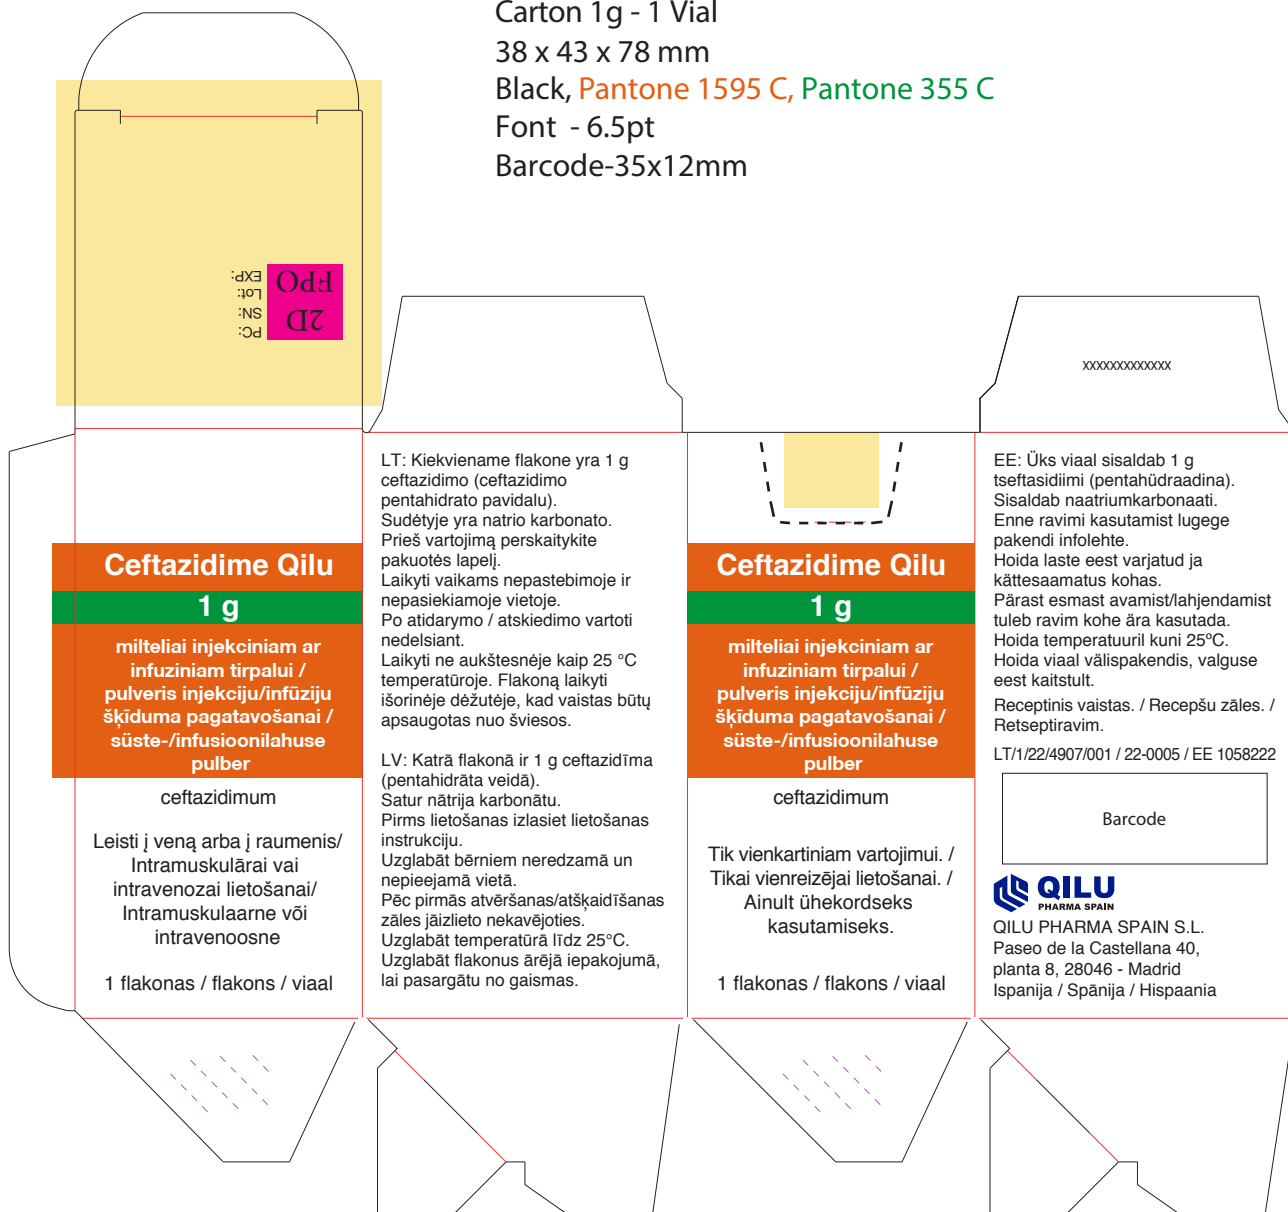 Carton 1g - 1 Vial
38 x 43 x 78 mm
Black, Pantone 1595 C, Pantone 355 C
Font - 6.5pt
Barcode-35x12mm
PC:
SN:
Lot:
EXP:
2D
FPO
xxxxxxxxxxxxx
Ceftazidime Qilu
1 g
milteliai injekciniam ar
infuziniam tirpalui /
pulveris injekciju/infūziju
šķīduma pagatavošanai /
süste-/infusioonilahuse
pulber
ceftazidimum
Leisti į veną arba į raumenis/
Intramuskulārai vai
intravenozai lietošanai/
Intramuskulaarne või
intravenoosne
1 flakonas / flakons / viaal
LT: Kiekviename flakone yra 1 g
ceftazidimo (ceftazidimo
pentahidrato pavidalu).
Sudėtyje yra natrio karbonato.
Prieš vartojimą perskaitykite
pakuotės lapelį.
Laikyti vaikams nepastebimoje ir
nepasiekiamoje vietoje.
Po atidarymo / atskiedimo vartoti
nedelsiant.
Laikyti ne aukštesnėje kaip 25 °C
temperatūroje. Flakoną laikyti
išorinėje dėžutėje, kad vaistas būtų
apsaugotas nuo šviesos.
LV: Katrā flakonā ir 1 g ceftazidīma
(pentahidrāta veidā).
Satur nātrija karbonātu.
Pirms lietošanas izlasiet lietošanas
instrukciju.
Uzglabāt bērniem neredzamā un
nepieejamā vietā.
Pēc pirmās atvēršanas/atšķaidīšanas
zāles jāizlieto nekavējoties.
Uzglabāt temperatūrā līdz 25°C.
Uzglabāt flakonus ārējā iepakojumā,
lai pasargātu no gaismas.
Ceftazidime Qilu
1 g
milteliai injekciniam ar
infuziniam tirpalui /
pulveris injekciju/infūziju
šķīduma pagatavošanai /
süste-/infusioonilahuse
pulber
ceftazidimum
Tik vienkartiniam vartojimui. /
Tikai vienreizējai lietošanai. /
Ainult ühekordseks
kasutamiseks.
1 flakonas / flakons / viaal
EE: Üks viaal sisaldab 1 g
tseftasidiimi (pentahüdraadina).
Sisaldab naatriumkarbonaati.
Enne ravimi kasutamist lugege
pakendi infolehte.
Hoida laste eest varjatud ja
kättesaamatus kohas.
Pärast esmast avamist/lahjendamist
tuleb ravim kohe ära kasutada.
Hoida temperatuuril kuni 25ºC.
Hoida viaal välispakendis, valguse
eest kaitstult.
Receptinis vaistas. / Recepšu zāles. /
Retseptiravim.
LT/1/22/4907/001 / 22-0005 / EE 1058222
Barcode
QILU
PHARMA SPAIN
QILU PHARMA SPAIN S.L.
Paseo de la Castellana 40,
planta 8, 28046 - Madrid
Ispanija / Spānija / Hispaania